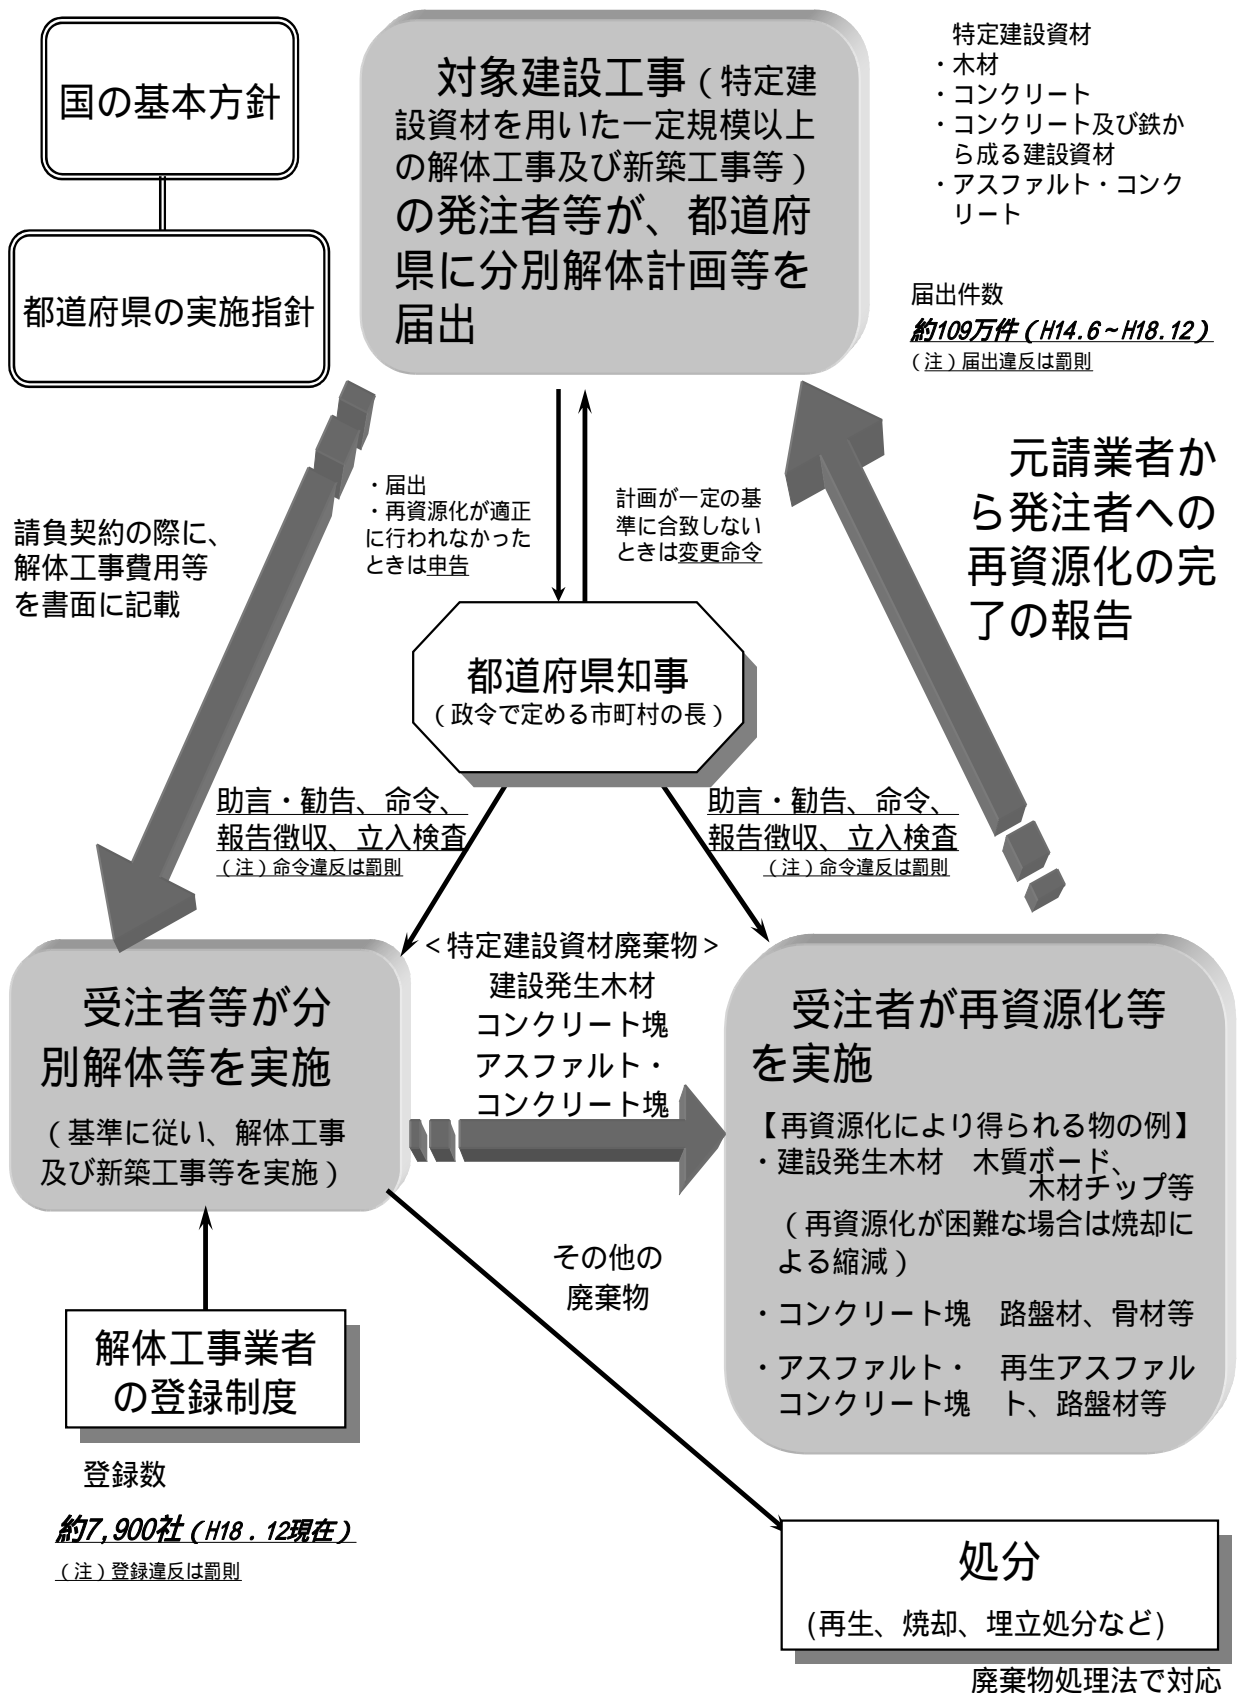 国の基本方針
都道府県の実施指針
対象建設工事（特定建
設資材を用いた一定規模以上
の解体工事及び新築工事等）
の発注者等が、都道府
県に分別解体計画等を
届出
特定建設資材
・木材
・コンクリート
・コンクリート及び鉄か
ら成る建設資材
・アスファルト・コンク
リート
届出件数
約109万件（H14.6~H18.12）
（注）届出違反は罰則
請負契約の際に、
解体工事費用等
を書面に記載
・届出
・再資源化が適正
に行われなかった
ときは申告
計画が一定の基
準に合致しない
ときは変更命令
元請業者か
ら発注者への
再資源化の完
了の報告
都道府県知事
（政令で定める市町村の長）
助言・勧告、命令、
報告徴収、立入検査
（注）命令違反は罰則
助言・勧告、命令、
報告徴収、立入検査
（注）命令違反は罰則
受注者等が分
別解体等を実施
（基準に従い、解体工事
及び新築工事等を実施）
<特定建設資材廃棄物>
建設発生木材
コンクリート塊
アスファルト・
コンクリート塊
受注者が再資源化等
を実施
【再資源化により得られる物の例】
・建設発生木材　木質ボード、
木材チップ等
（再資源化が困難な場合は焼却に
よる縮減）
・コンクリート塊　路盤材、骨材等
・アスファルト・　再生アスファル
コンクリート塊　ト、路盤材等
その他の
廃棄物
解体工事業者
の登録制度
登録数
約7,900社（H18．12現在）
（注）登録違反は罰則
処分
(再生、焼却、埋立処分など)
廃棄物処理法で対応